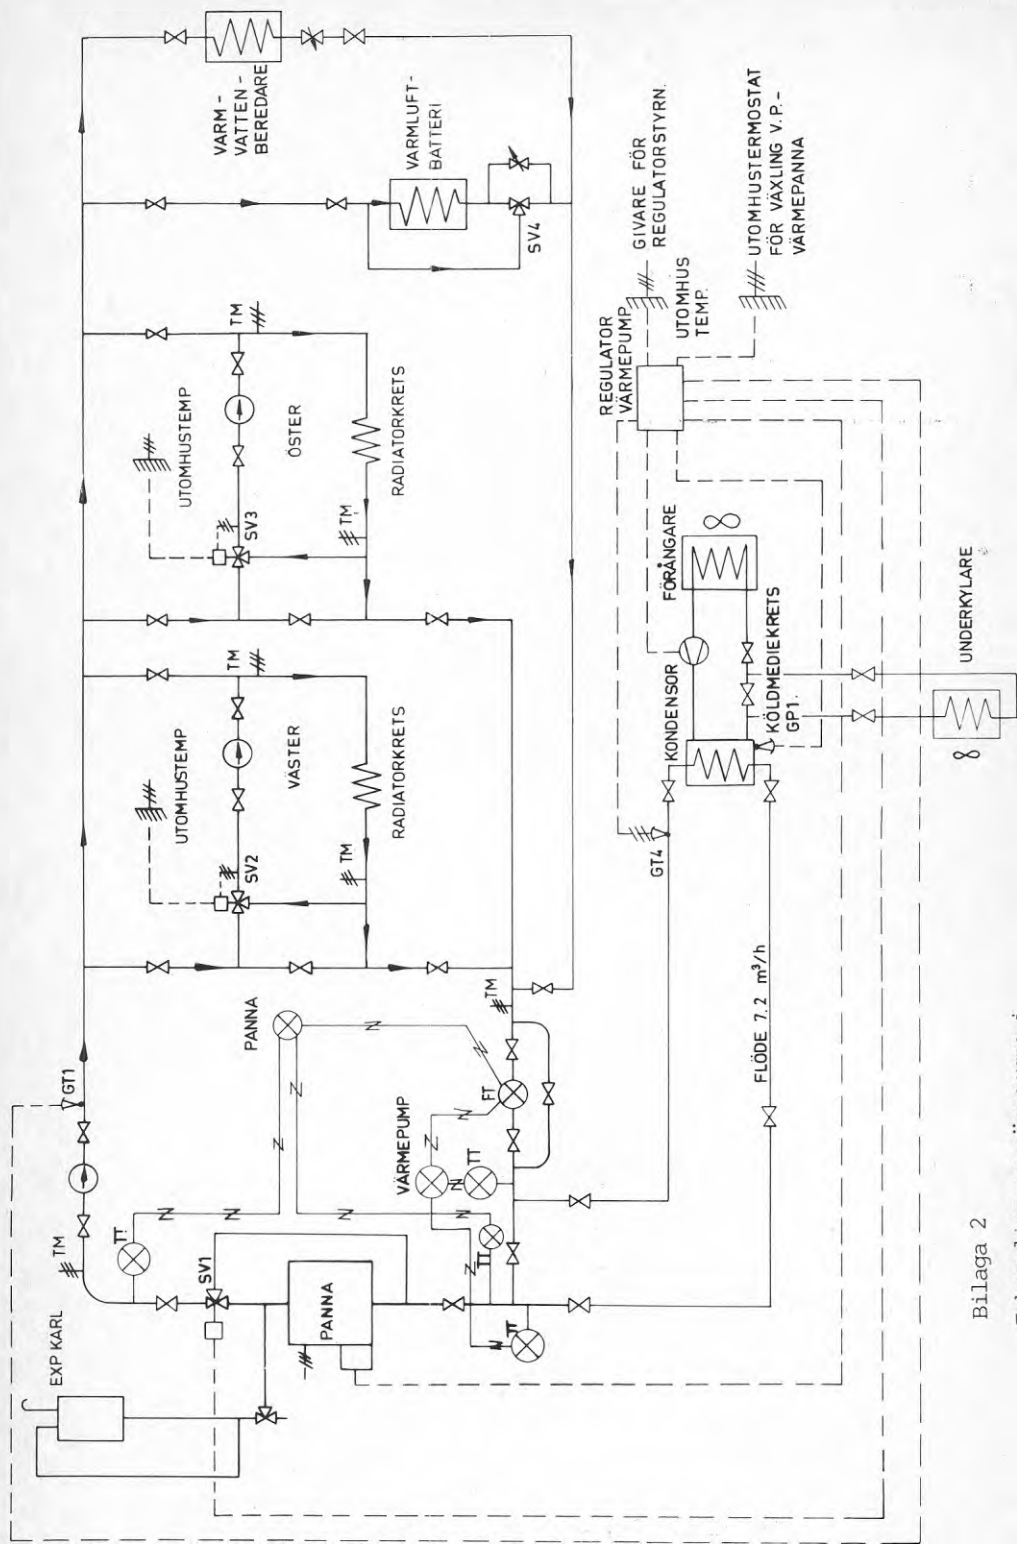 VARM-
VATTEN-
BEREDARE
VARMLUFT-
BATTERI
SV4
GIVARE FÖR
REGULATORSTYRN.
UTOMHUS
TEMP.
UTOMHUSTERMOSTAT
FÖR VÄXLING V.P.-
VÄRMEPANNA
REGULATOR
VÄRMEPUMP
TM
UTOMHUSTEMP
ÖSTER
SV3
TM
RADIATORKRETS
TM
UTOMHUSTEMP
VÄSTER
SV2
TM
RADIATORKRETS
FÖRÅNGARE
KONDENSOR
KÖLDMEDIEKRETS
GP1.
UNDERKYLARE
GT4
FLÖDE 7.2 m³/h
GT1
TM
PANNA
TM
FT
VÄRMEPUMP
TT
TT
TT
TT
SV1
PANNA
EXP KARL
Bilaga 2